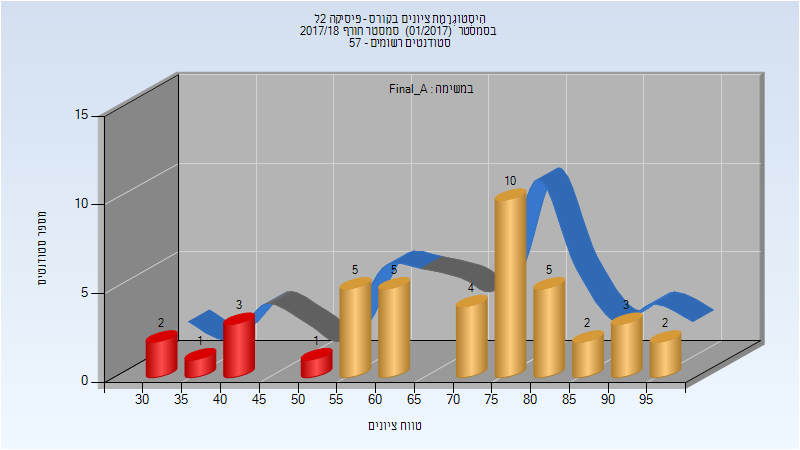 היסטוגרמת ציונים בקורס - פיסיקה 2ל
בסמסטר (01/2017) סמסטר חורף 2017/18
סטודנטים רשומים - 57
במשימה : Final_A
מספר סטודנטים
15
10
5
0
2
1
3
1
5
5
4
10
5
2
3
2
30 35 40 45 50 55 60 65 70 75 80 85 90 95
טווח ציונים